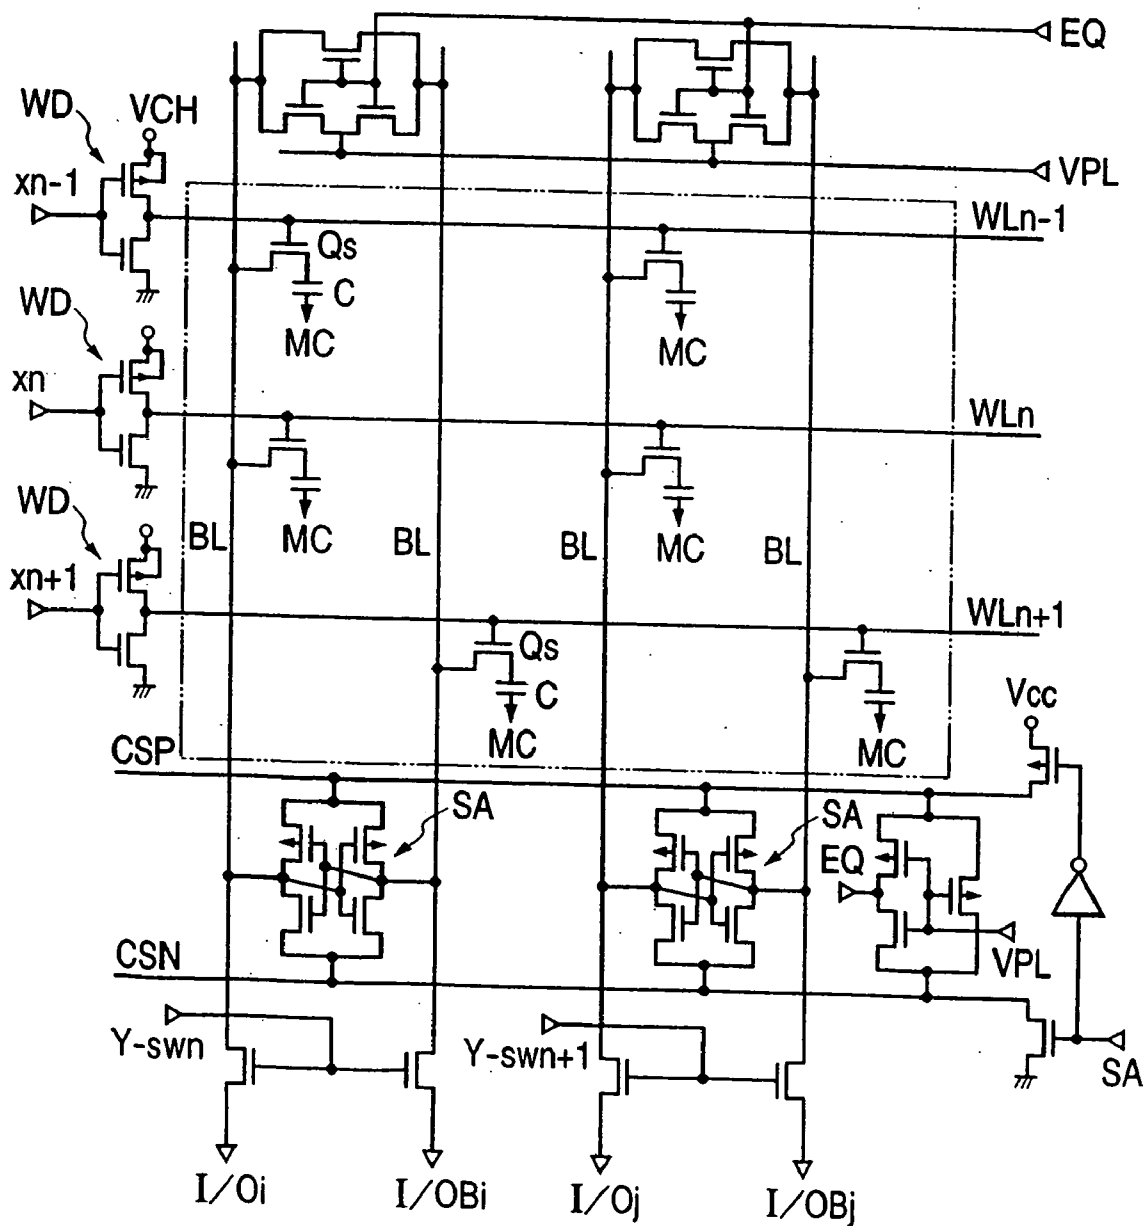 EQ
WD
VCH
VPL
xn-1
WLn-1
Qs
C
MC
MC
WD
xn
WLn
MC
MC
WD
BL
BL
BL
BL
xn+1
WLn+1
Qs
C
MC
MC
Vcc
CSP
SA
SA
EQ
CSN
VPL
Y-swn
Y-swn+1
SA
I/Oi
I/OBi
I/Oj
I/OBj